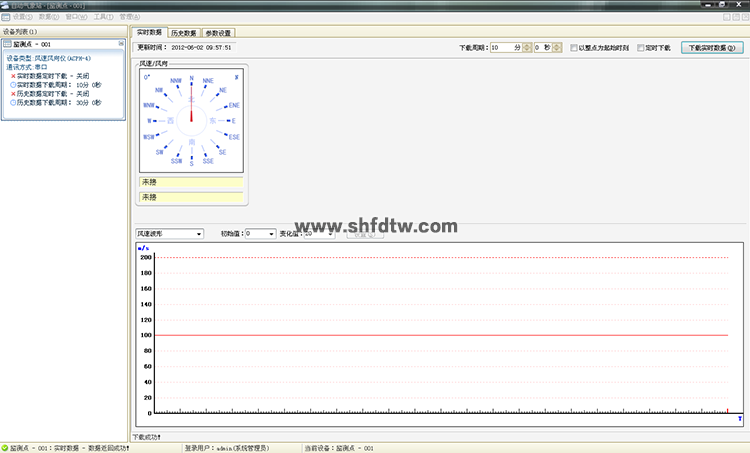 自动气象站 - [监测点 - 001]
设置(S) 数据(D) 窗口(W) 工具(T) 管理(A)
设备列表(1)
监测点 - 001
设备类型: 风速风向仪(ACFM-4)
通讯方式: 串口
实时数据定时下载 - 关闭
实时数据下载周期: 10分 0秒
历史数据定时下载 - 关闭
历史数据下载周期: 30分 0秒
实时数据 历史数据 参数设置
更新时间: 2012-06-02 09:57:51
下载周期: 10 分 0 秒 以整点为起始时刻 定时下载 下载实时数据(Q)
风速/风向
0°
N
NNE
NE
ENE
E
ESE
SE
SSE
S
SSW
SW
WSW
W
WNW
NW
NNW
北
东
南
西
未接
未接
www.shfdtw.com
风速波形 初始值: 0 变化值: 20
m/s
200
180
160
140
120
100
80
60
40
20
0
T
下载成功!
监测点 - 001: 实时数据 - 数据返回成功! 登录用户: admin(系统管理员) 当前设备: 监测点 - 001